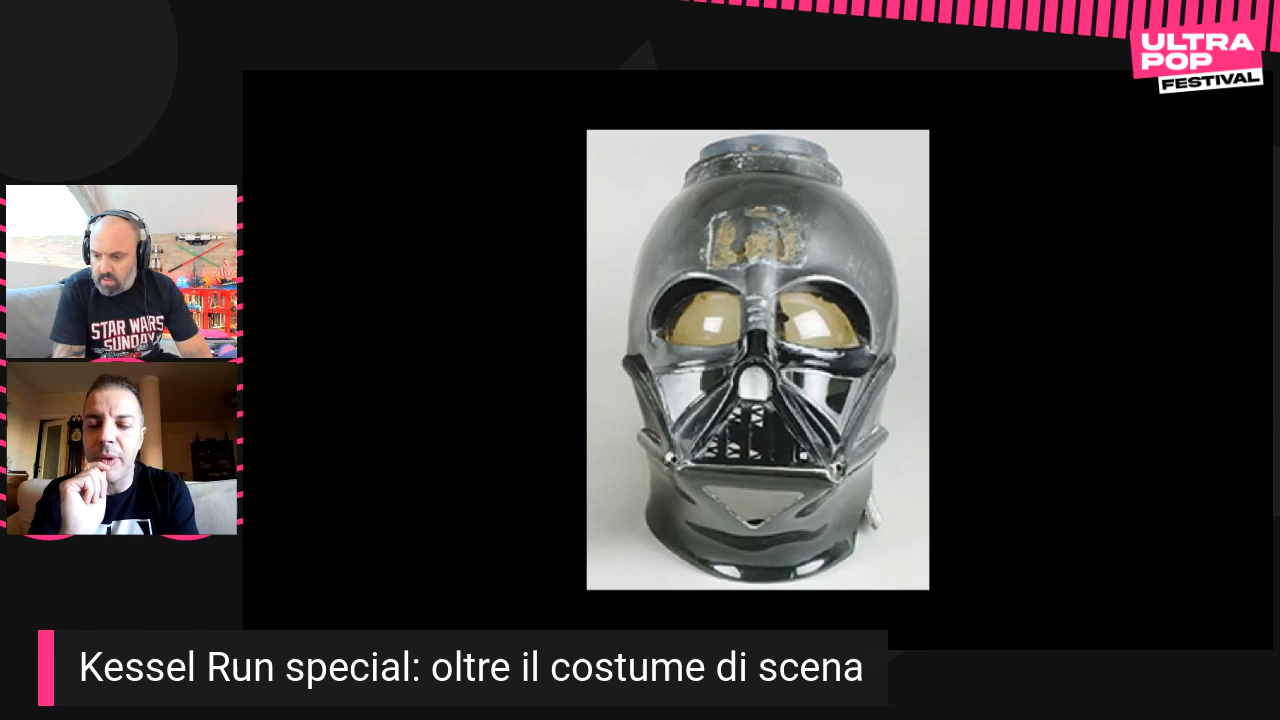 ULTRA
POP
FESTIVAL
STAR WARS
SUNDAY
Kessel Run special: oltre il costume di scena